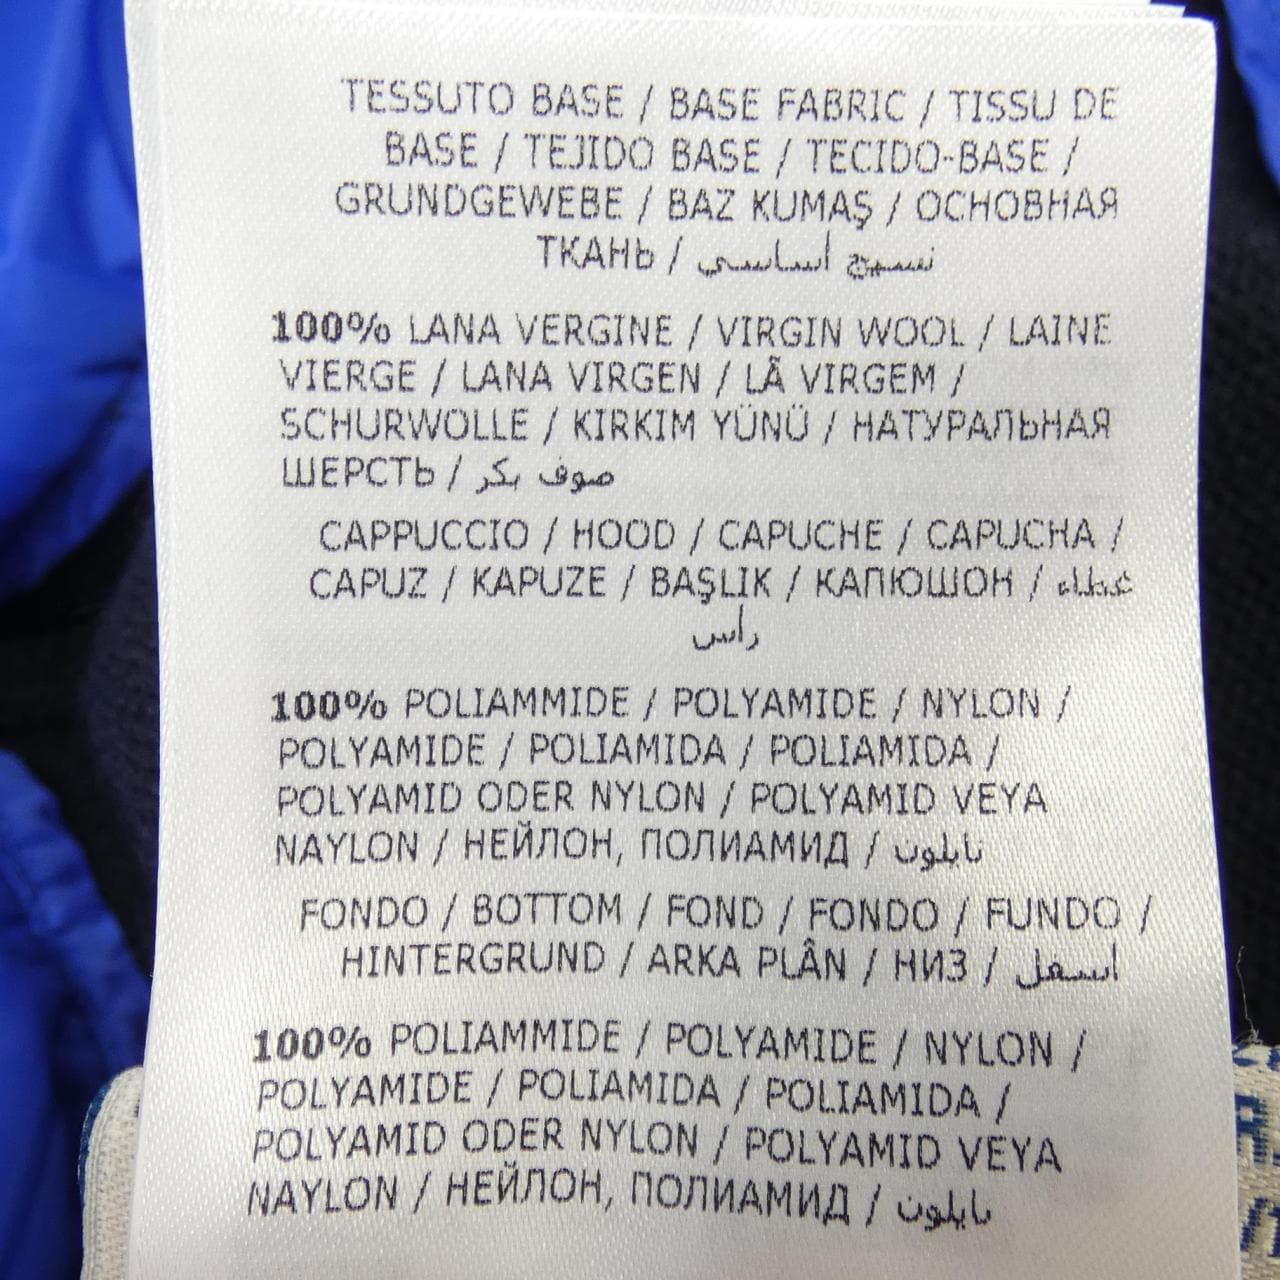 TESSUTO BASE / BASE FABRIC / TISSU DE
BASE / TEJIDO BASE / TECIDO-BASE /
GRUNDGEWEBE / BAZ KUMAŞ / ОСНОВНАЯ
ТКАНЬ / نسيج أساسي
100% LANA VERGINE / VIRGIN WOOL / LAINE
VIERGE / LANA VIRGEN / LÃ VIRGEM /
SCHURWOLLE / KIRKIM YÜNÜ / НАТУРАЛЬНАЯ
ШЕРСТЬ / صوف بكر
CAPPUCCIO / HOOD / CAPUCHE / CAPUCHA /
CAPUZ / KAPUZE / BAŞLIK / КАПЮШОН / غطاء
رأس
100% POLIAMMIDE / POLYAMIDE / NYLON /
POLYAMIDE / POLIAMIDA / POLIAMIDA /
POLYAMID ODER NYLON / POLYAMID VEYA
NAYLON / НЕЙЛОН, ПОЛИАМИД / نايلون
FONDO / BOTTOM / FOND / FONDO / FUNDO /
HINTERGRUND / ARKA PLÂN / НИЗ / أسفل
100% POLIAMMIDE / POLYAMIDE / NYLON /
POLYAMIDE / POLIAMIDA / POLIAMIDA /
POLYAMID ODER NYLON / POLYAMID VEYA
NAYLON / НЕЙЛОН, ПОЛИАМИД / نايلون